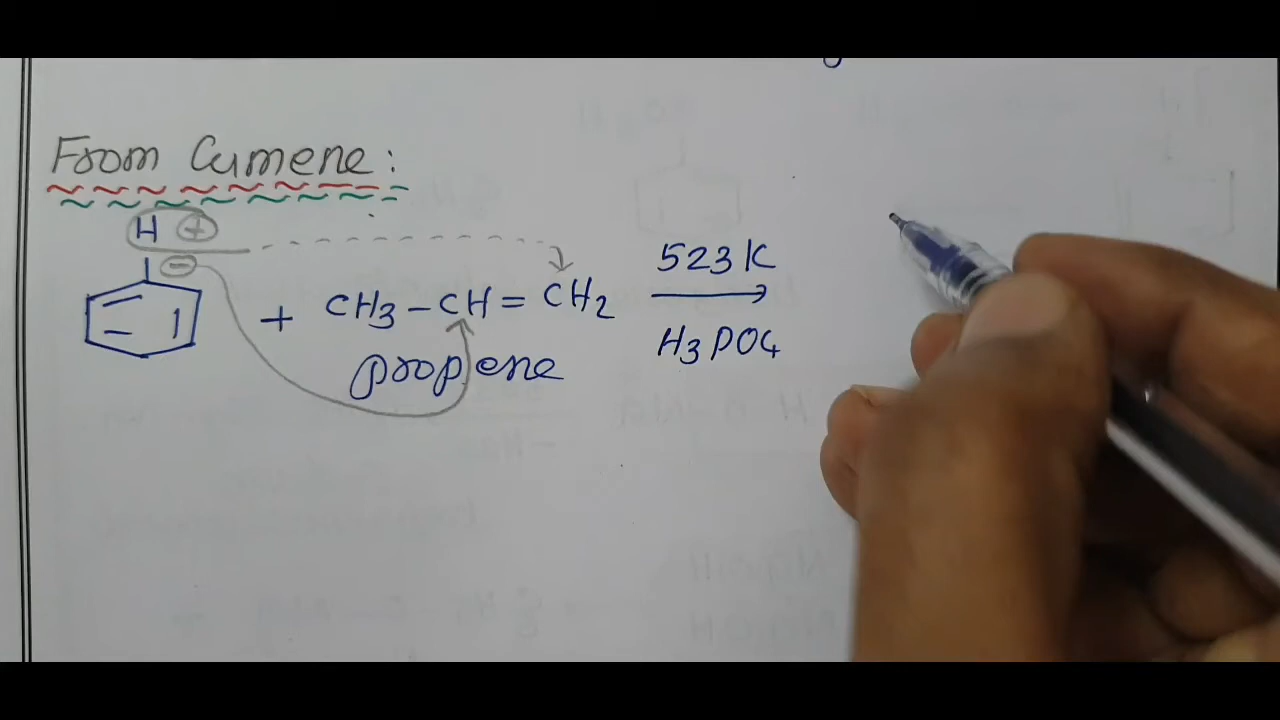 From Cumene:
H +
−
+ CH3 – CH = CH2
523 K
H3PO4
propene